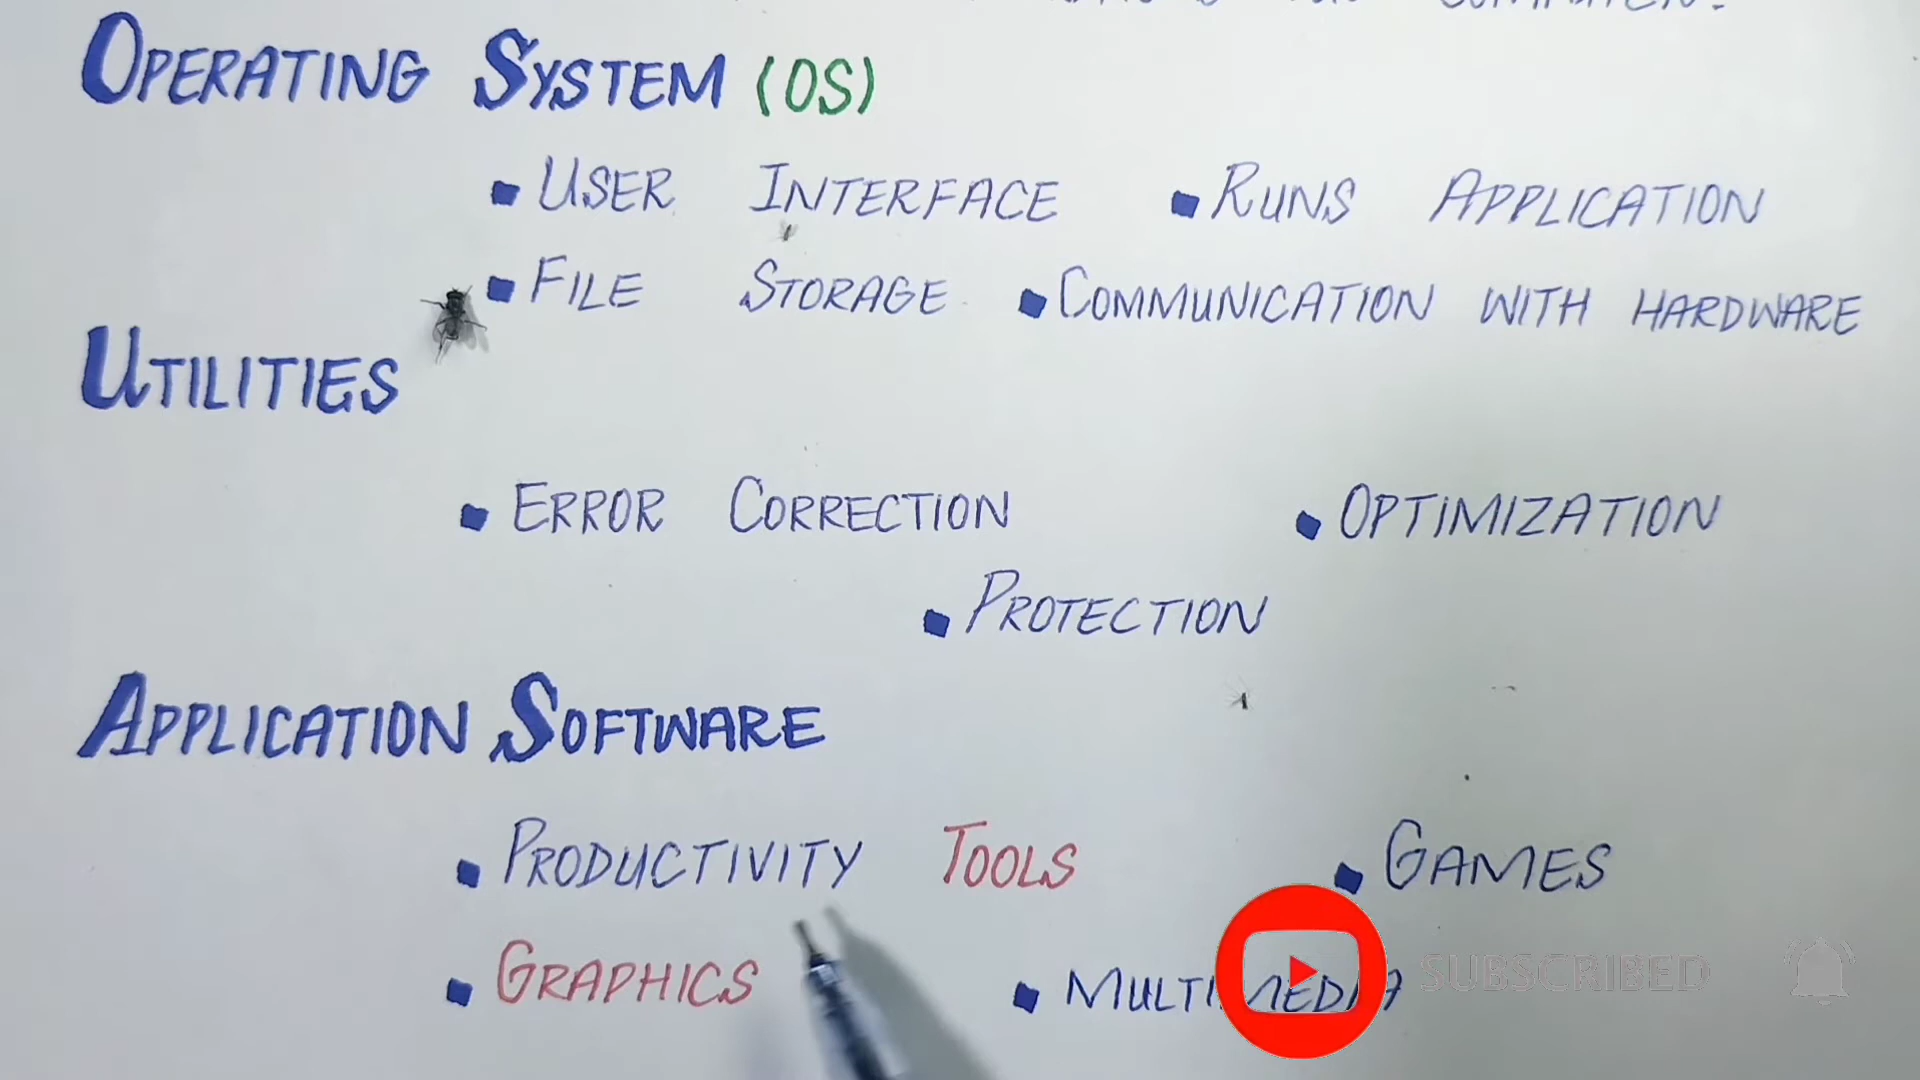 OPERATING SYSTEM (OS)
• USER INTERFACE • RUNS APPLICATION
• FILE STORAGE • COMMUNICATION WITH HARDWARE
UTILITIES
• ERROR CORRECTION • OPTIMIZATION
• PROTECTION
APPLICATION SOFTWARE
• PRODUCTIVITY TOOLS • GAMES
• GRAPHICS • MULTIMEDIA
SUBSCRIBED